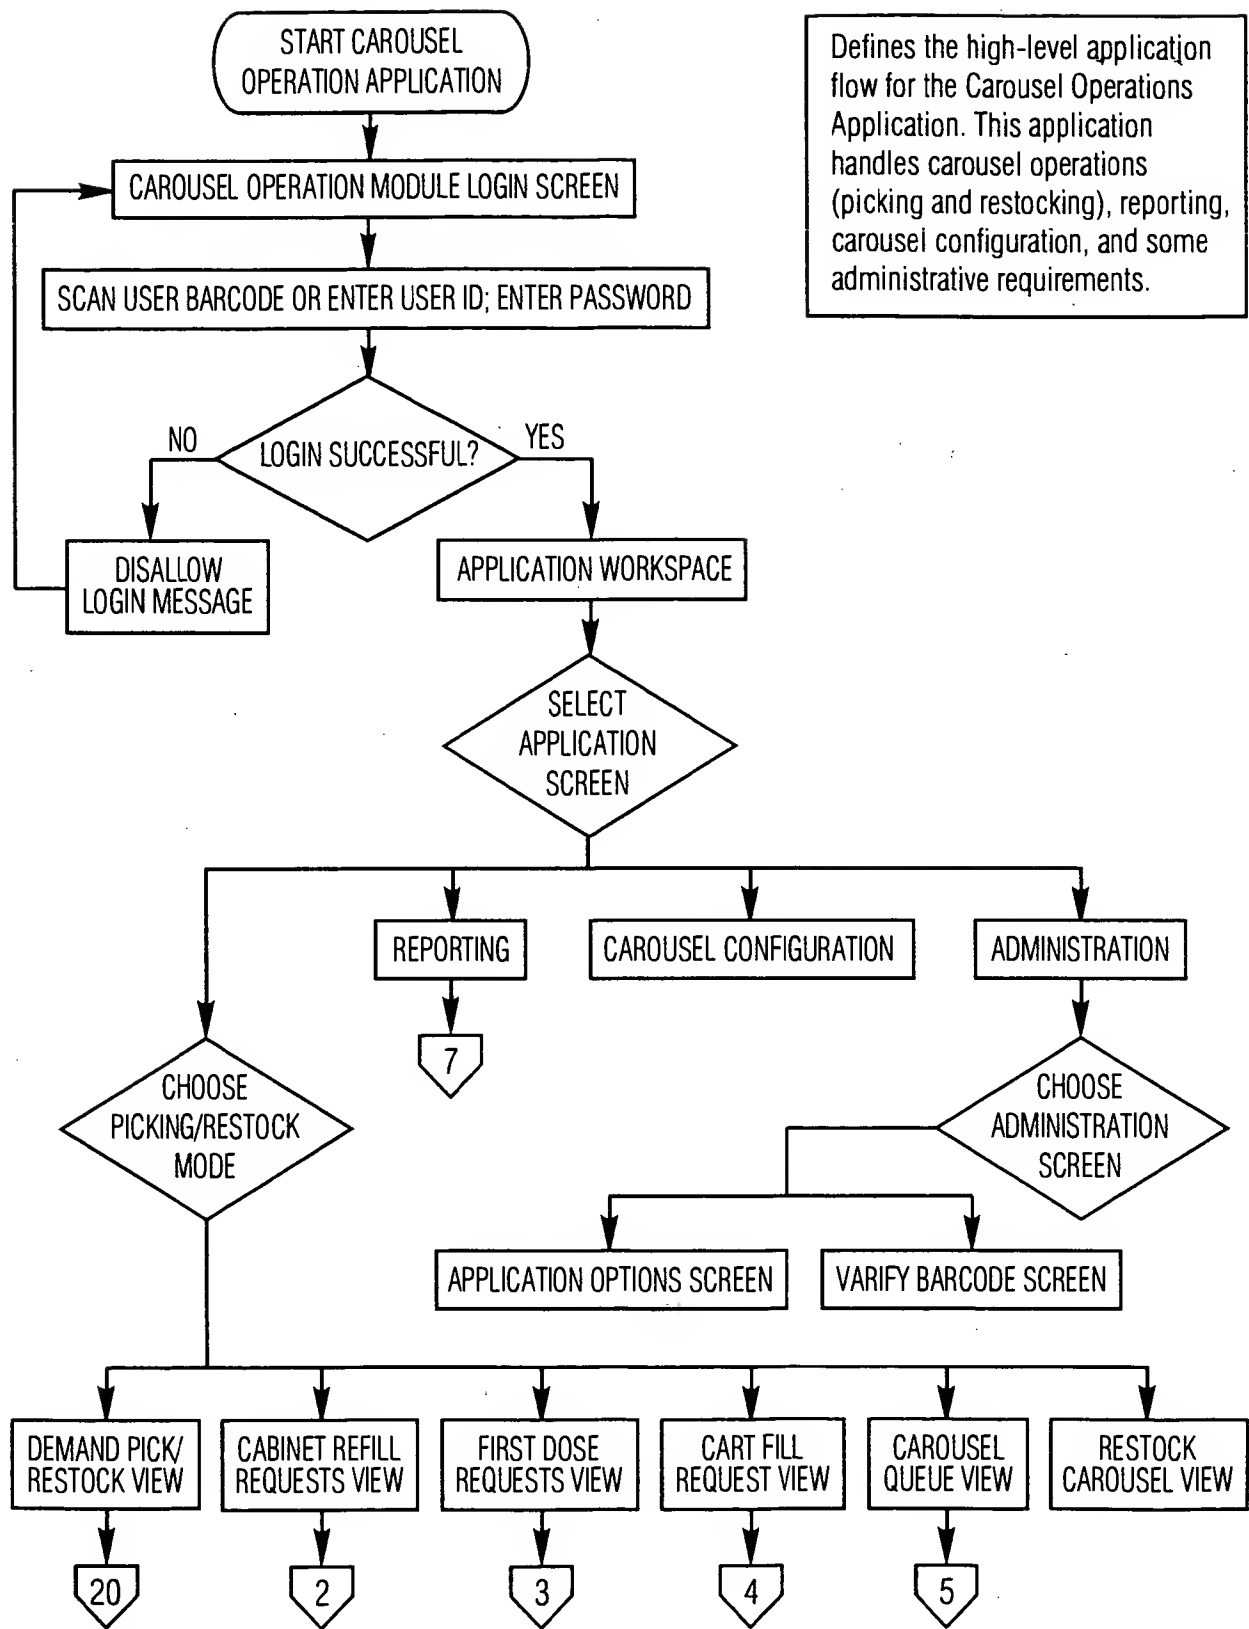 START CAROUSEL
OPERATION APPLICATION
Defines the high-level application
flow for the Carousel Operations
Application. This application
handles carousel operations
(picking and restocking), reporting,
carousel configuration, and some
administrative requirements.
CAROUSEL OPERATION MODULE LOGIN SCREEN
SCAN USER BARCODE OR ENTER USER ID; ENTER PASSWORD
NO
LOGIN SUCCESSFUL?
YES
DISALLOW
LOGIN MESSAGE
APPLICATION WORKSPACE
SELECT
APPLICATION
SCREEN
REPORTING
CAROUSEL CONFIGURATION
ADMINISTRATION
7
CHOOSE
PICKING/RESTOCK
MODE
CHOOSE
ADMINISTRATION
SCREEN
APPLICATION OPTIONS SCREEN
VARIFY BARCODE SCREEN
DEMAND PICK/
RESTOCK VIEW
CABINET REFILL
REQUESTS VIEW
FIRST DOSE
REQUESTS VIEW
CART FILL
REQUEST VIEW
CAROUSEL
QUEUE VIEW
RESTOCK
CAROUSEL VIEW
20
2
3
4
5